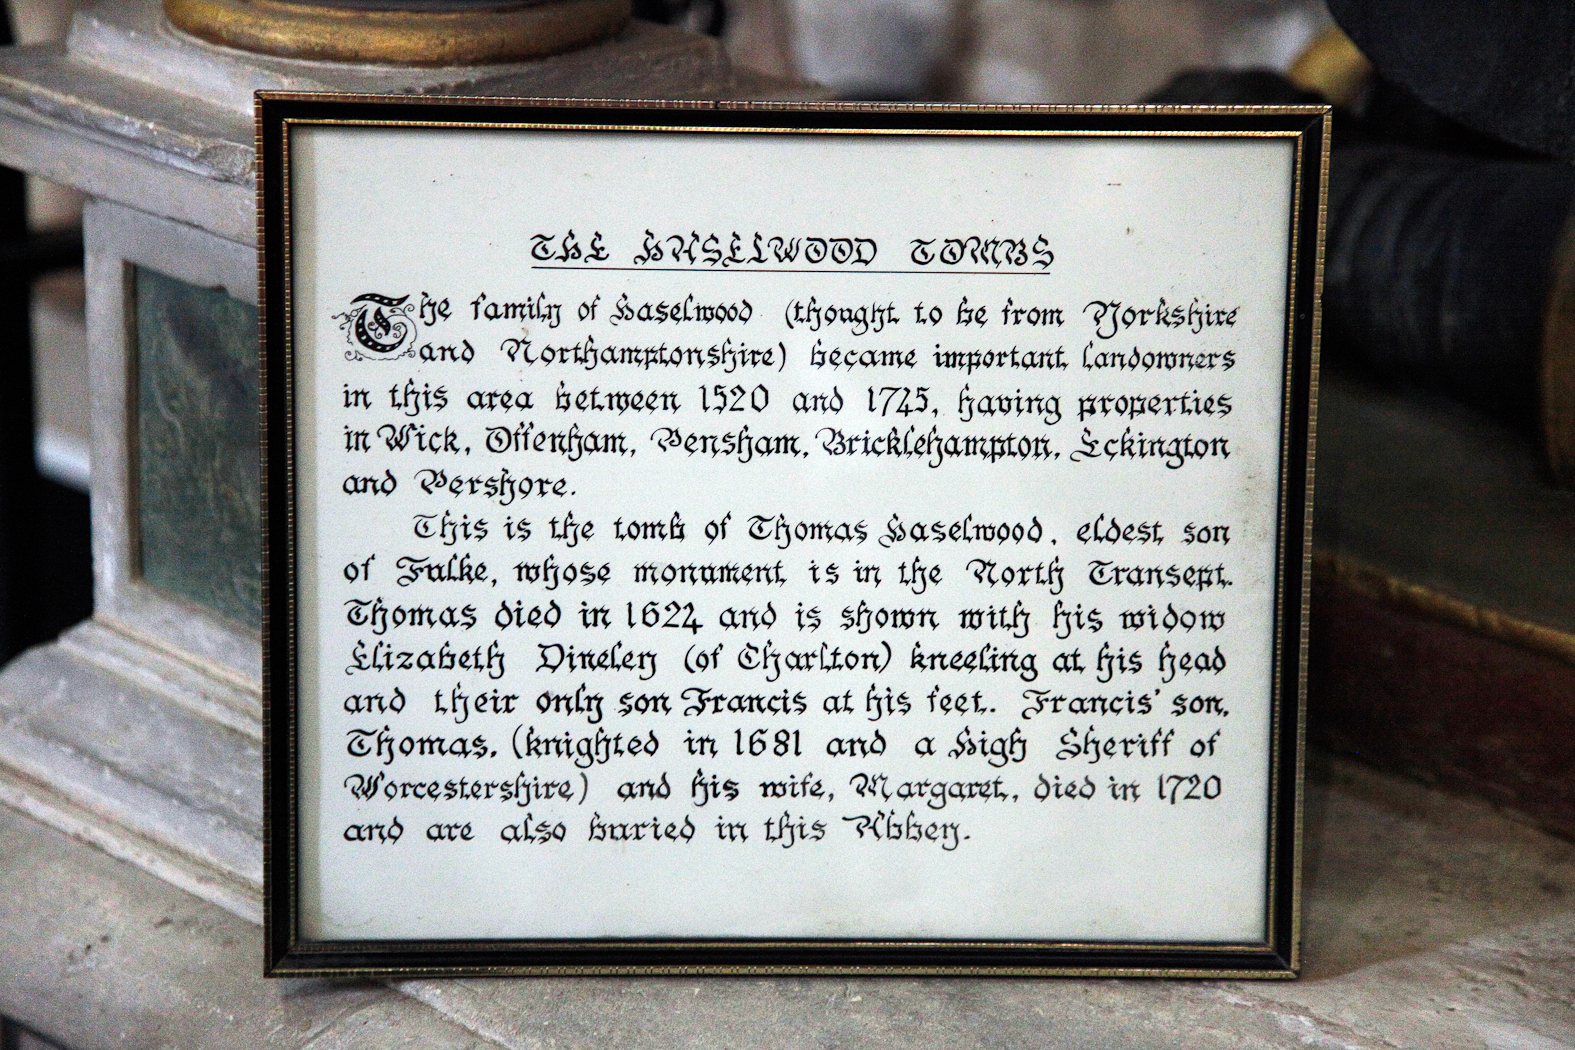 THE HASELWOOD TOMBS
The family of Haselwood (thought to be from Yorkshire
and Northamptonshire) became important landowners
in this area between 1520 and 1745, having properties
in Wick, Offenham, Pensham, Bricklehampton, Eckington
and Pershore.
This is the tomb of Thomas Haselwood, eldest son
of Fulke, whose monument is in the North Transept.
Thomas died in 1624 and is shown with his widow
Elizabeth Dineley (of Charlton) kneeling at his head
and their only son Francis at his feet. Francis' son,
Thomas, (knighted in 1681 and a High Sheriff of
Worcestershire) and his wife, Margaret, died in 1720
and are also buried in this Abbey.